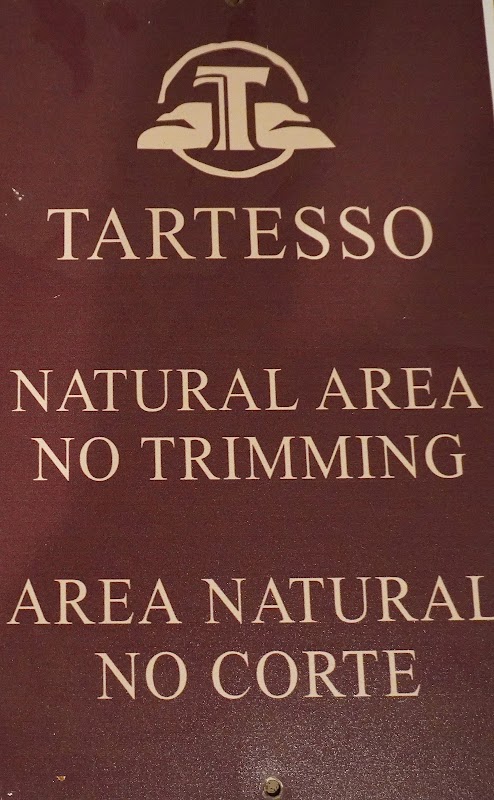 T
TARTESSO
NATURAL AREA
NO TRIMMING
AREA NATURAL
NO CORTE